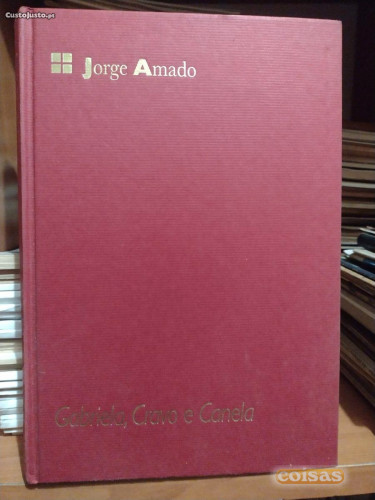 CustoJusto.pt
Jorge Amado
Gabriela, Cravo e Canela
coisas